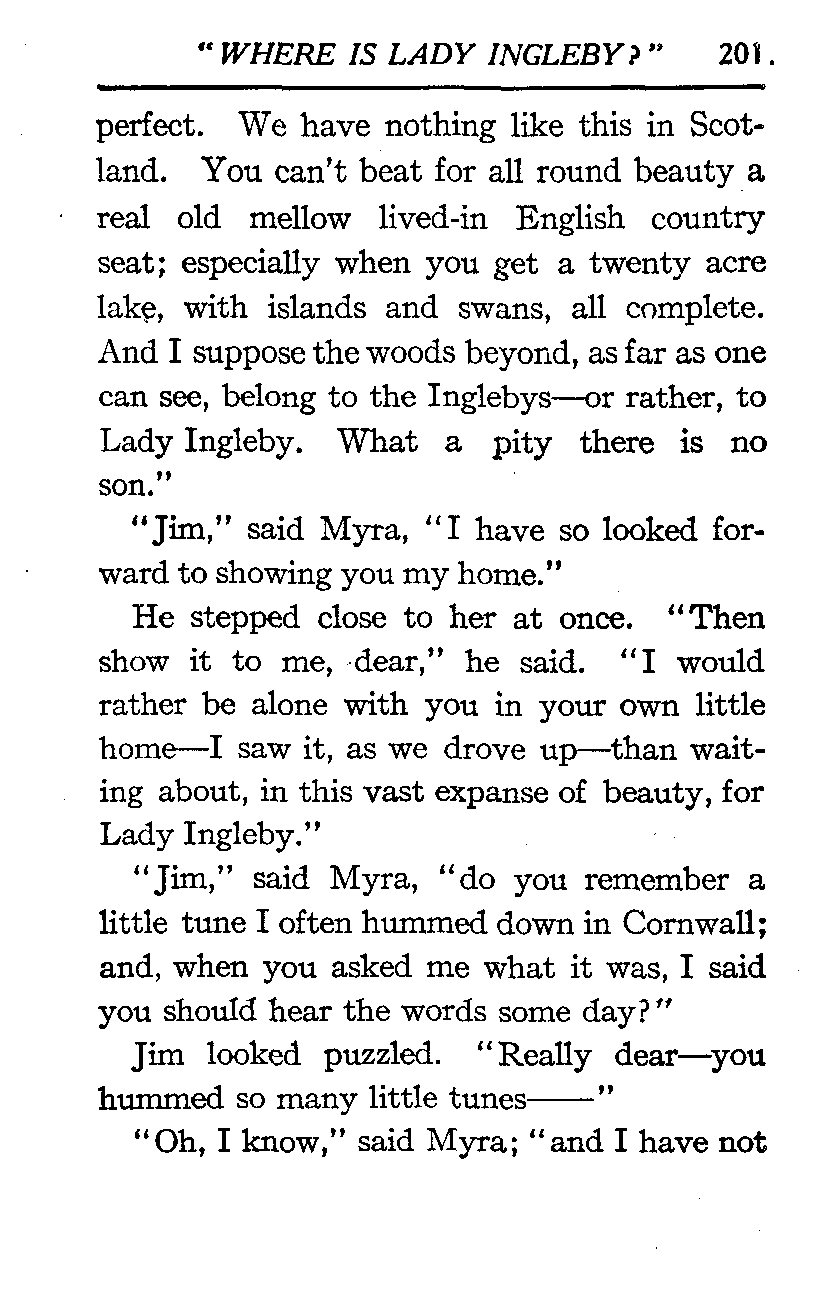 "WHERE IS LADY INGLEBY?" 201.
perfect. We have nothing like this in Scot-
land. You can't beat for all round beauty a
real old mellow lived-in English country
seat; especially when you get a twenty acre
lake, with islands and swans, all complete.
And I suppose the woods beyond, as far as one
can see, belong to the Inglebys—or rather, to
Lady Ingleby. What a pity there is no
son."
"Jim," said Myra, "I have so looked for-
ward to showing you my home."
He stepped close to her at once. "Then
show it to me, dear," he said. "I would
rather be alone with you in your own little
home—I saw it, as we drove up—than wait-
ing about, in this vast expanse of beauty, for
Lady Ingleby."
"Jim," said Myra, "do you remember a
little tune I often hummed down in Cornwall;
and, when you asked me what it was, I said
you should hear the words some day?"
Jim looked puzzled. "Really dear—you
hummed so many little tunes——"
"Oh, I know," said Myra; "and I have not